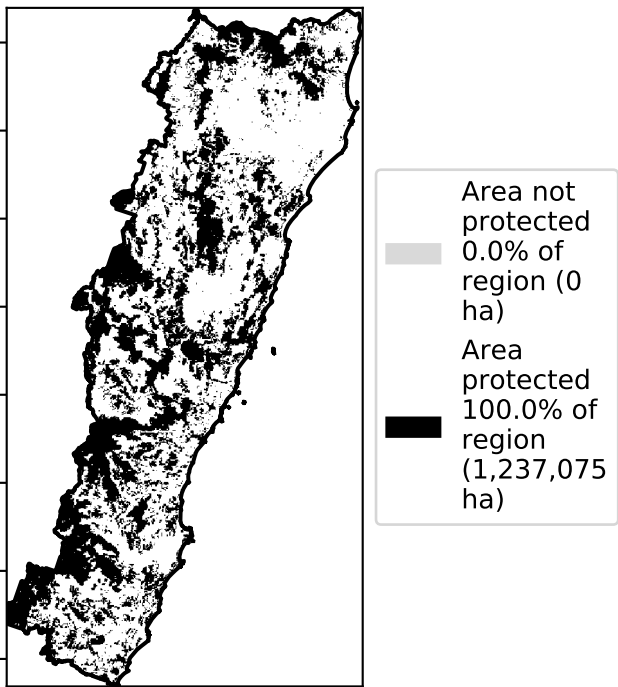 Area not
protected
0.0% of
region (0
ha)
Area
protected
100.0% of
region
(1,237,075
ha)